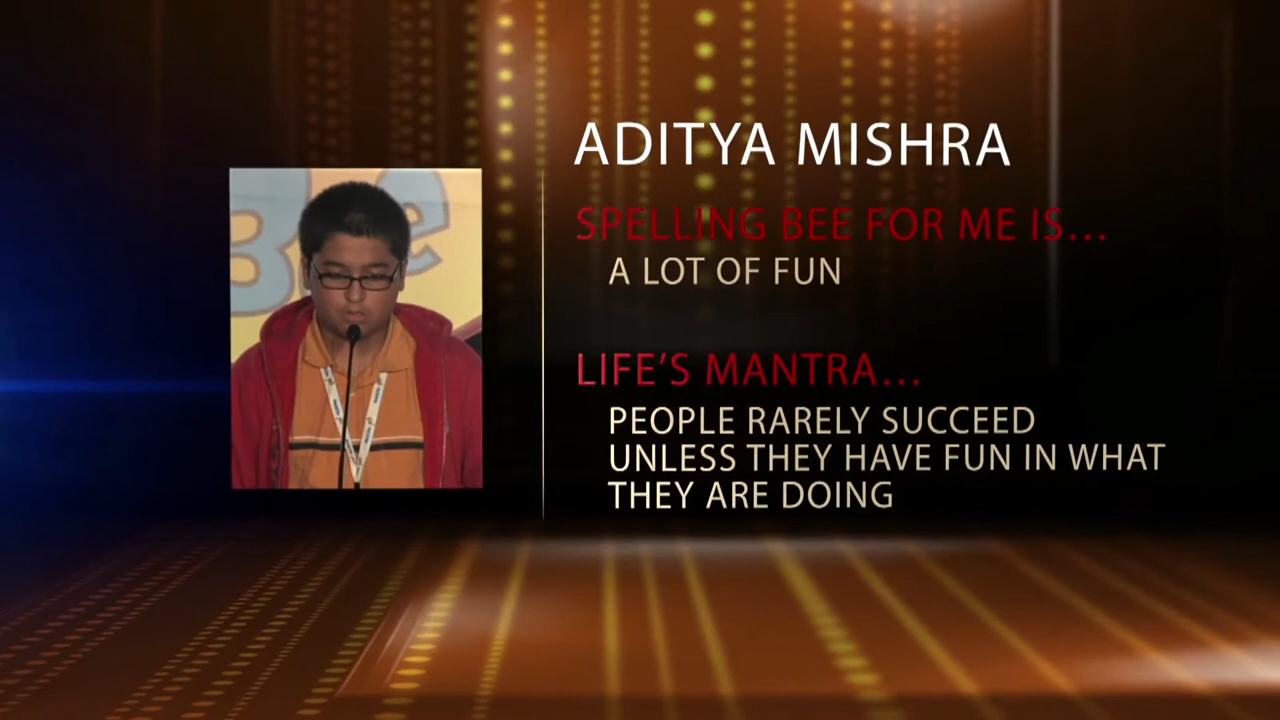 Bee
ADITYA MISHRA
SPELLING BEE FOR ME IS...
A LOT OF FUN
LIFE'S MANTRA...
PEOPLE RARELY SUCCEED
UNLESS THEY HAVE FUN IN WHAT
THEY ARE DOING